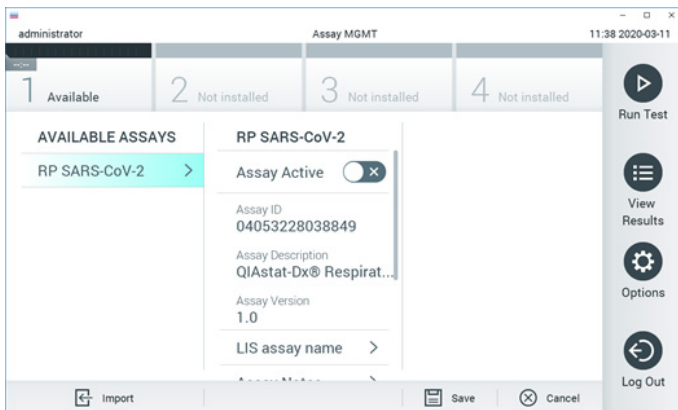 administrator
Assay MGMT
11:38 2020-03-11
--:--
1 Available
2 Not installed
3 Not installed
4 Not installed
Run Test
View
Results
Options
Log Out
AVAILABLE ASSAYS
RP SARS-CoV-2
RP SARS-CoV-2
Assay Active
Assay ID
04053228038849
Assay Description
QIAstat-Dx® Respirat...
Assay Version
1.0
LIS assay name
Import
Save
Cancel